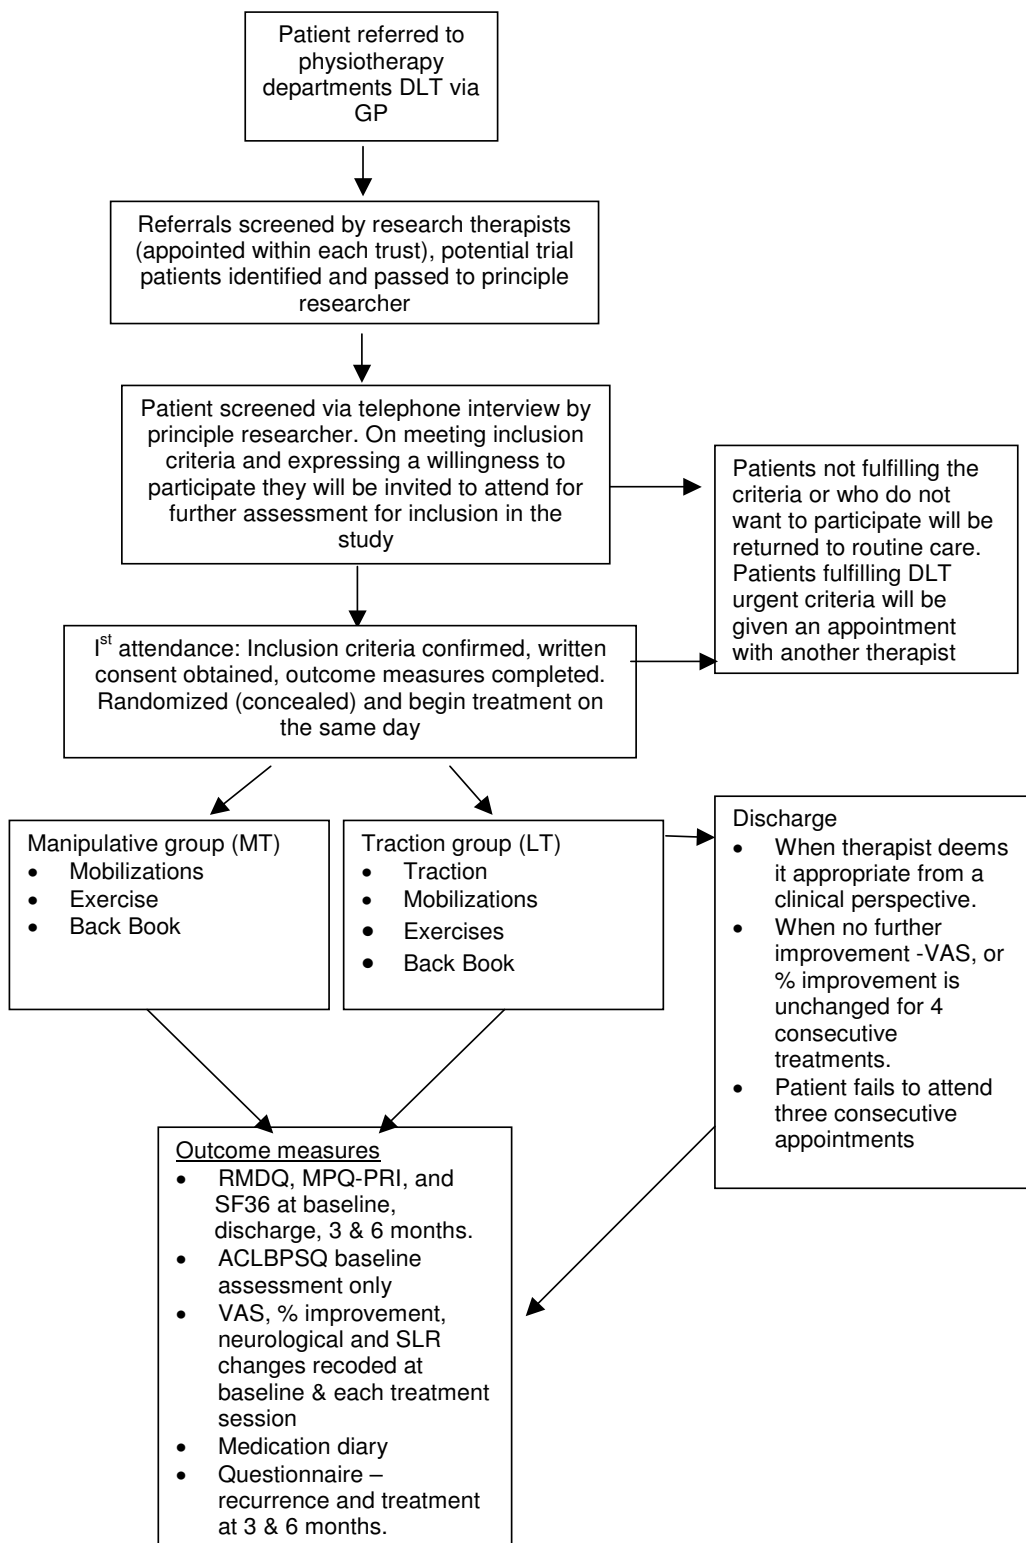 Patient referred to
physiotherapy
departments DLT via
GP
Referrals screened by research therapists
(appointed within each trust), potential trial
patients identified and passed to principle
researcher
Patient screened via telephone interview by
principle researcher. On meeting inclusion
criteria and expressing a willingness to
participate they will be invited to attend for
further assessment for inclusion in the
study
Patients not fulfilling the
criteria or who do not
want to participate will be
returned to routine care.
Patients fulfilling DLT
urgent criteria will be
given an appointment
with another therapist
I^st attendance: Inclusion criteria confirmed, written
consent obtained, outcome measures completed.
Randomized (concealed) and begin treatment on
the same day
Manipulative group (MT)
• Mobilizations
• Exercise
• Back Book
Traction group (LT)
• Traction
• Mobilizations
• Exercises
• Back Book
Discharge
• When therapist deems
it appropriate from a
clinical perspective.
• When no further
improvement -VAS, or
% improvement is
unchanged for 4
consecutive
treatments.
• Patient fails to attend
three consecutive
appointments
Outcome measures
• RMDQ, MPQ-PRI, and
SF36 at baseline,
discharge, 3 & 6 months.
• ACLBPSQ baseline
assessment only
• VAS, % improvement,
neurological and SLR
changes recoded at
baseline & each treatment
session
• Medication diary
• Questionnaire –
recurrence and treatment
at 3 & 6 months.